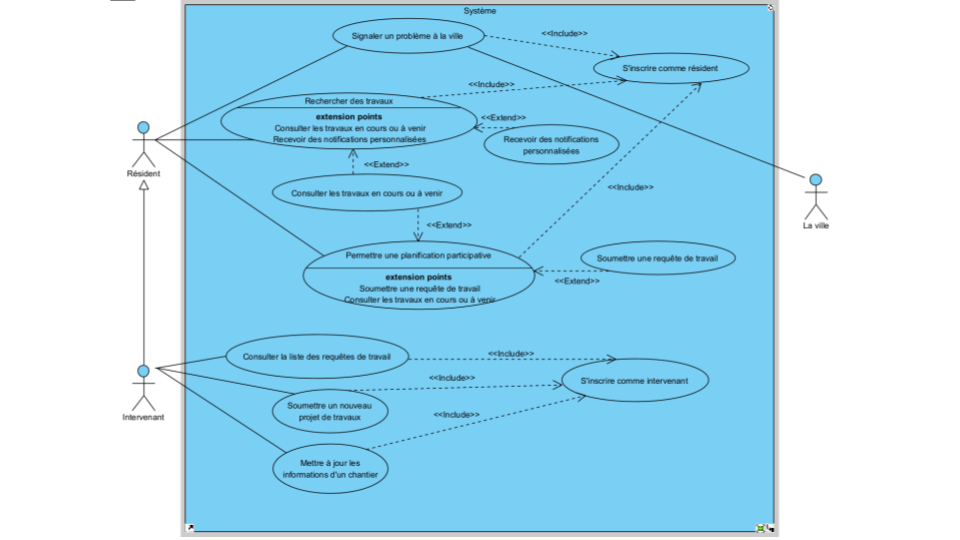 Système
Signaler un problème à la ville
<<Include>>
S'inscrire comme résident
<<Include>>
Rechercher des travaux
extension points
Consulter les travaux en cours ou à venir
Recevoir des notifications personnalisées
<<Extend>>
Recevoir des notifications
personnalisées
Résident
<<Extend>>
Consulter les travaux en cours ou à venir
<<Include>>
La ville
<<Extend>>
Permettre une planification participative
extension points
Soumettre une requête de travail
Consulter les travaux en cours ou à venir
Soumettre une requête de travail
<<Extend>>
Consulter la liste des requêtes de travail
<<Include>>
S'inscrire comme intervenant
<<Include>>
Intervenant
Soumettre un nouveau
projet de travaux
<<Include>>
Mettre à jour les
informations d'un chantier